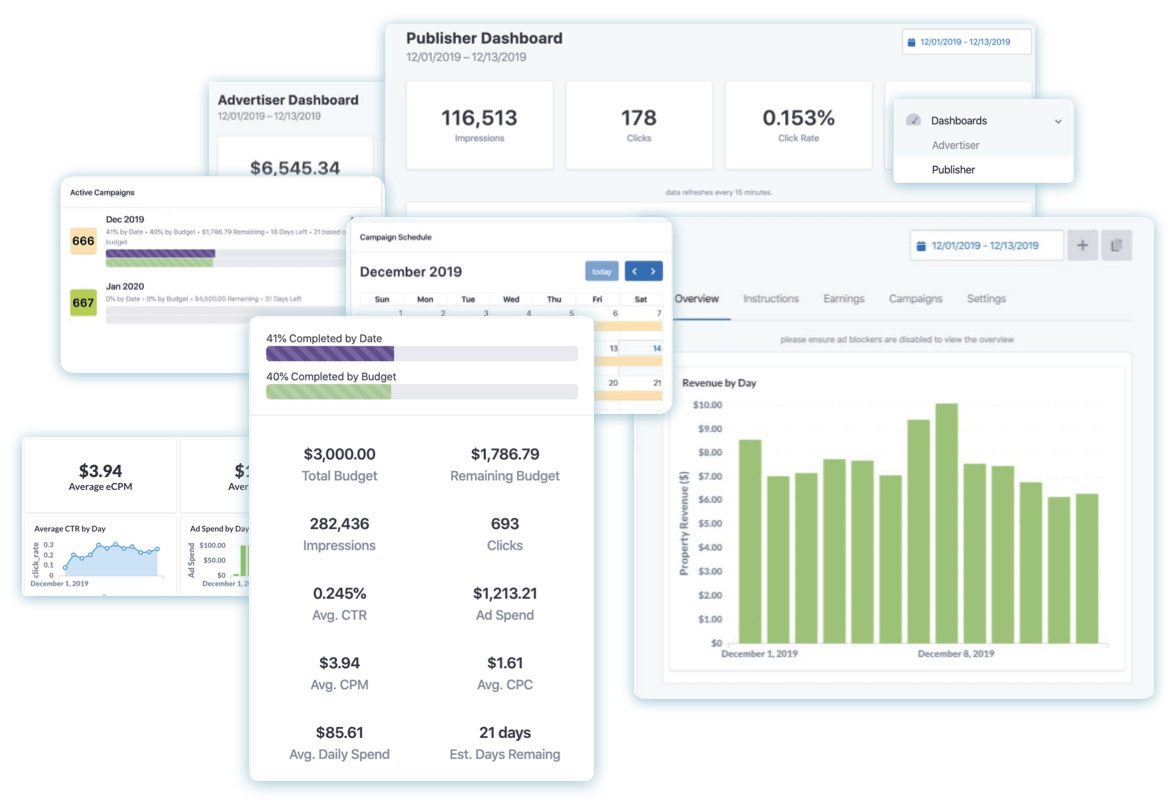 Publisher Dashboard
12/01/2019 – 12/13/2019
12/01/2019 - 12/13/2019
116,513
Impressions
178
Clicks
0.153%
Click Rate
data refreshes every 15 minutes.
Dashboards
Advertiser
Publisher
Advertiser Dashboard
12/01/2019 – 12/13/2019
$6,545.34
Active Campaigns
666
Dec 2019
41% by Date • 40% by Budget • $1,786.79 Remaining • 18 Days Left • 21 based o
budget
667
Jan 2020
0% by Date • 0% by Budget • $4,500.00 Remaining • 31 Days Left
Campaign Schedule
December 2019
today
Sun Mon Tue Wed Thu Fri Sat
1 2 3 4 5 6 7
13 14
20 21
12/01/2019 - 12/13/2019
Overview Instructions Earnings Campaigns Settings
please ensure ad blockers are disabled to view the overview
Revenue by Day
Property Revenue ($)
$10.00
$9.00
$8.00
$7.00
$6.00
$5.00
$4.00
$3.00
$2.00
$1.00
$0
December 1, 2019 December 8, 2019
41% Completed by Date
40% Completed by Budget
$3,000.00
Total Budget
$1,786.79
Remaining Budget
282,436
Impressions
693
Clicks
0.245%
Avg. CTR
$1,213.21
Ad Spend
$3.94
Avg. CPM
$1.61
Avg. CPC
$85.61
Avg. Daily Spend
21 days
Est. Days Remaing
$3.94
Average eCPM
$1
Aver
Average CTR by Day
click_rate
0.3
0.2
0.1
0
December 1, 2019
Ad Spend by Day
Ad Spend
$100.00
$50.00
$0
December 1, 2